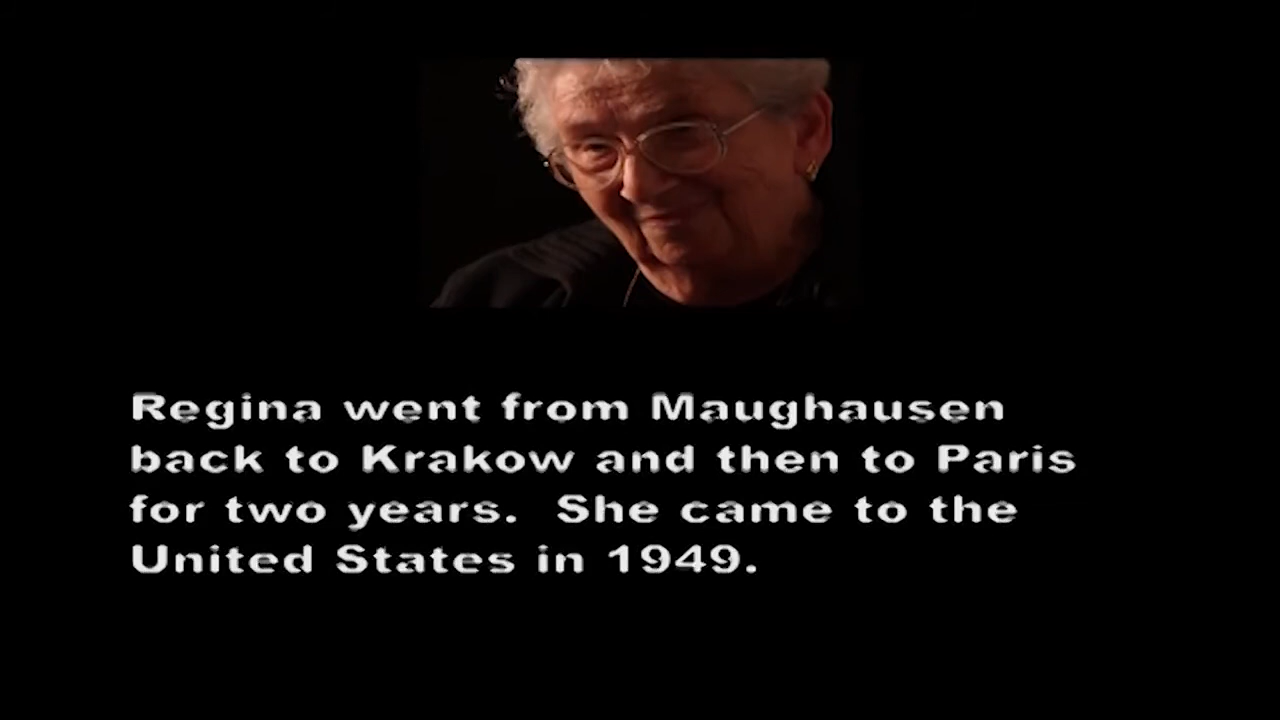 Regina went from Maughausen
back to Krakow and then to Paris
for two years.  She came to the
United States in 1949.